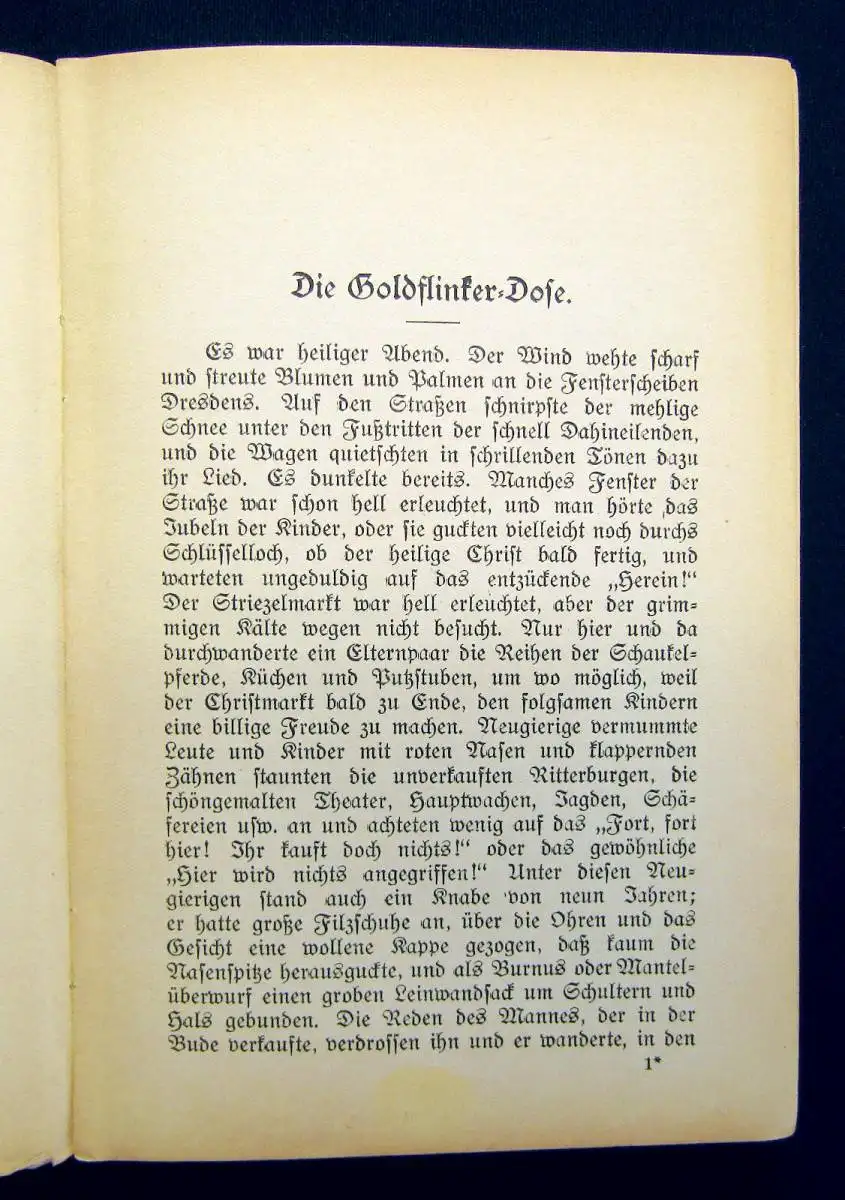 Die Goldflinker-Dose.
Es war heiliger Abend. Der Wind wehte scharf
und streute Blumen und Palmen an die Fensterscheiben
Dresdens. Auf den Straßen schnirpste der mehlige
Schnee unter den Fußtritten der schnell Dahineilenden,
und die Wagen quietschten in schrillenden Tönen dazu
ihr Lied. Es dunkelte bereits. Manches Fenster der
Straße war schon hell erleuchtet, und man hörte das
Jubeln der Kinder, oder sie guckten vielleicht noch durchs
Schlüsselloch, ob der heilige Christ bald fertig, und
warteten ungeduldig auf das entzückende „Herein!“
Der Striezelmarkt war hell erleuchtet, aber der grim-
migen Kälte wegen nicht besucht. Nur hier und da
durchwanderte ein Elternpaar die Reihen der Schaukel-
pferde, Küchen und Putzstuben, um wo möglich, weil
der Christmarkt bald zu Ende, den folgsamen Kindern
eine billige Freude zu machen. Neugierige vermummte
Leute und Kinder mit roten Nasen und klappernden
Zähnen staunten die unverkauften Ritterburgen, die
schöngemalten Theater, Hauptwachen, Jagden, Schä-
fereien usw. an und achteten wenig auf das „Fort, fort
hier! Ihr kauft doch nichts!“ oder das gewöhnliche
„Hier wird nichts angegriffen!“ Unter diesen Neu-
gierigen stand auch ein Knabe von neun Jahren;
er hatte große Filzschuhe an, über die Ohren und das
Gesicht eine wollene Kappe gezogen, daß kaum die
Nasenspitze herausguckte, und als Burnus oder Mantel-
überwurf einen groben Leinwandsack um Schultern und
Hals gebunden. Die Reden des Mannes, der in der
Bude verkaufte, verdrossen ihn und er wanderte, in den
1*